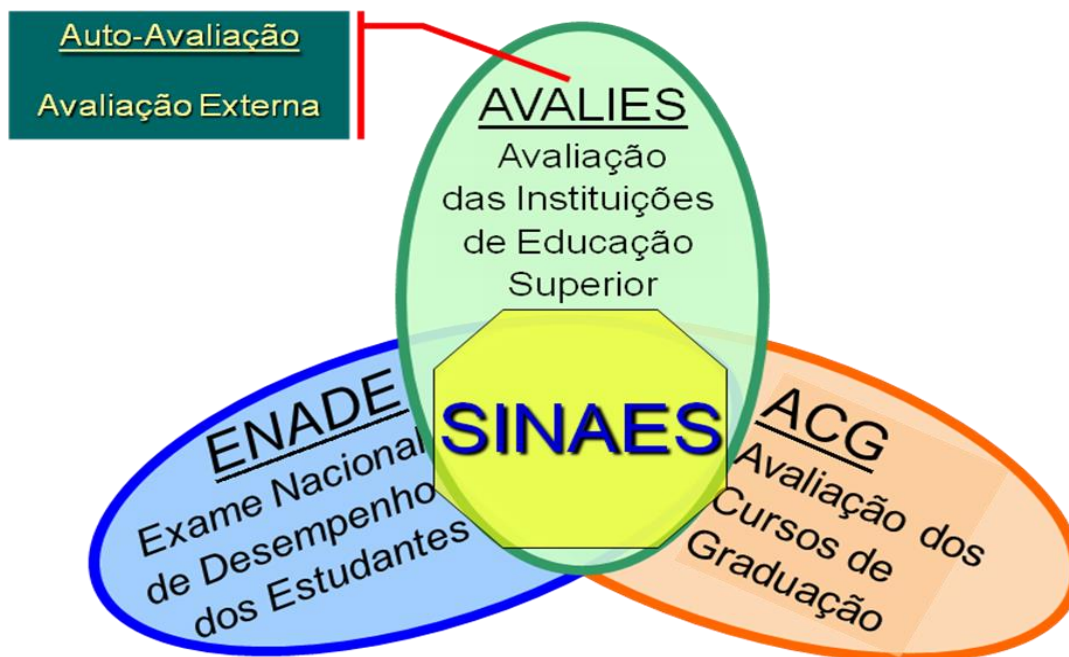 Auto-Avaliação
Avaliação Externa
AVALIES
Avaliação
das Instituições
de Educação
Superior
SINAES
ENADE
Exame Nacional
de Desempenho
dos Estudantes
ACG
Avaliação dos
Cursos de
Graduação